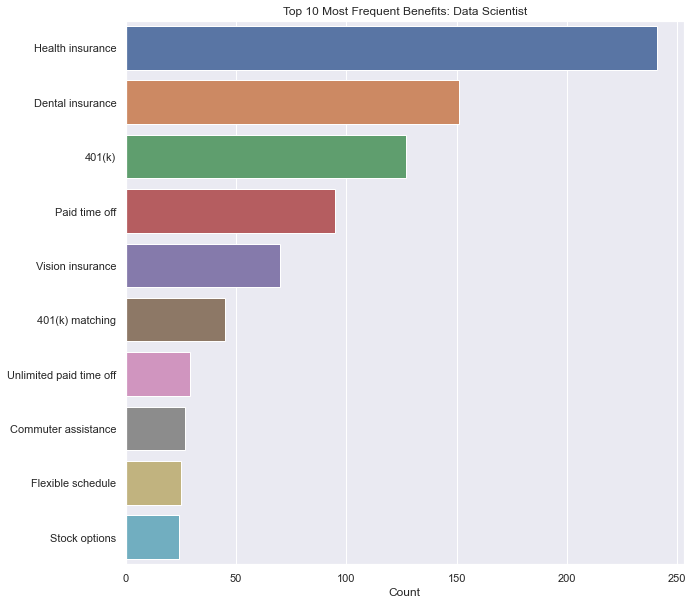 Top 10 Most Frequent Benefits: Data Scientist
Health insurance
Dental insurance
401(k)
Paid time off
Vision insurance
401(k) matching
Unlimited paid time off
Commuter assistance
Flexible schedule
Stock options
0 50 100 150 200 250
Count